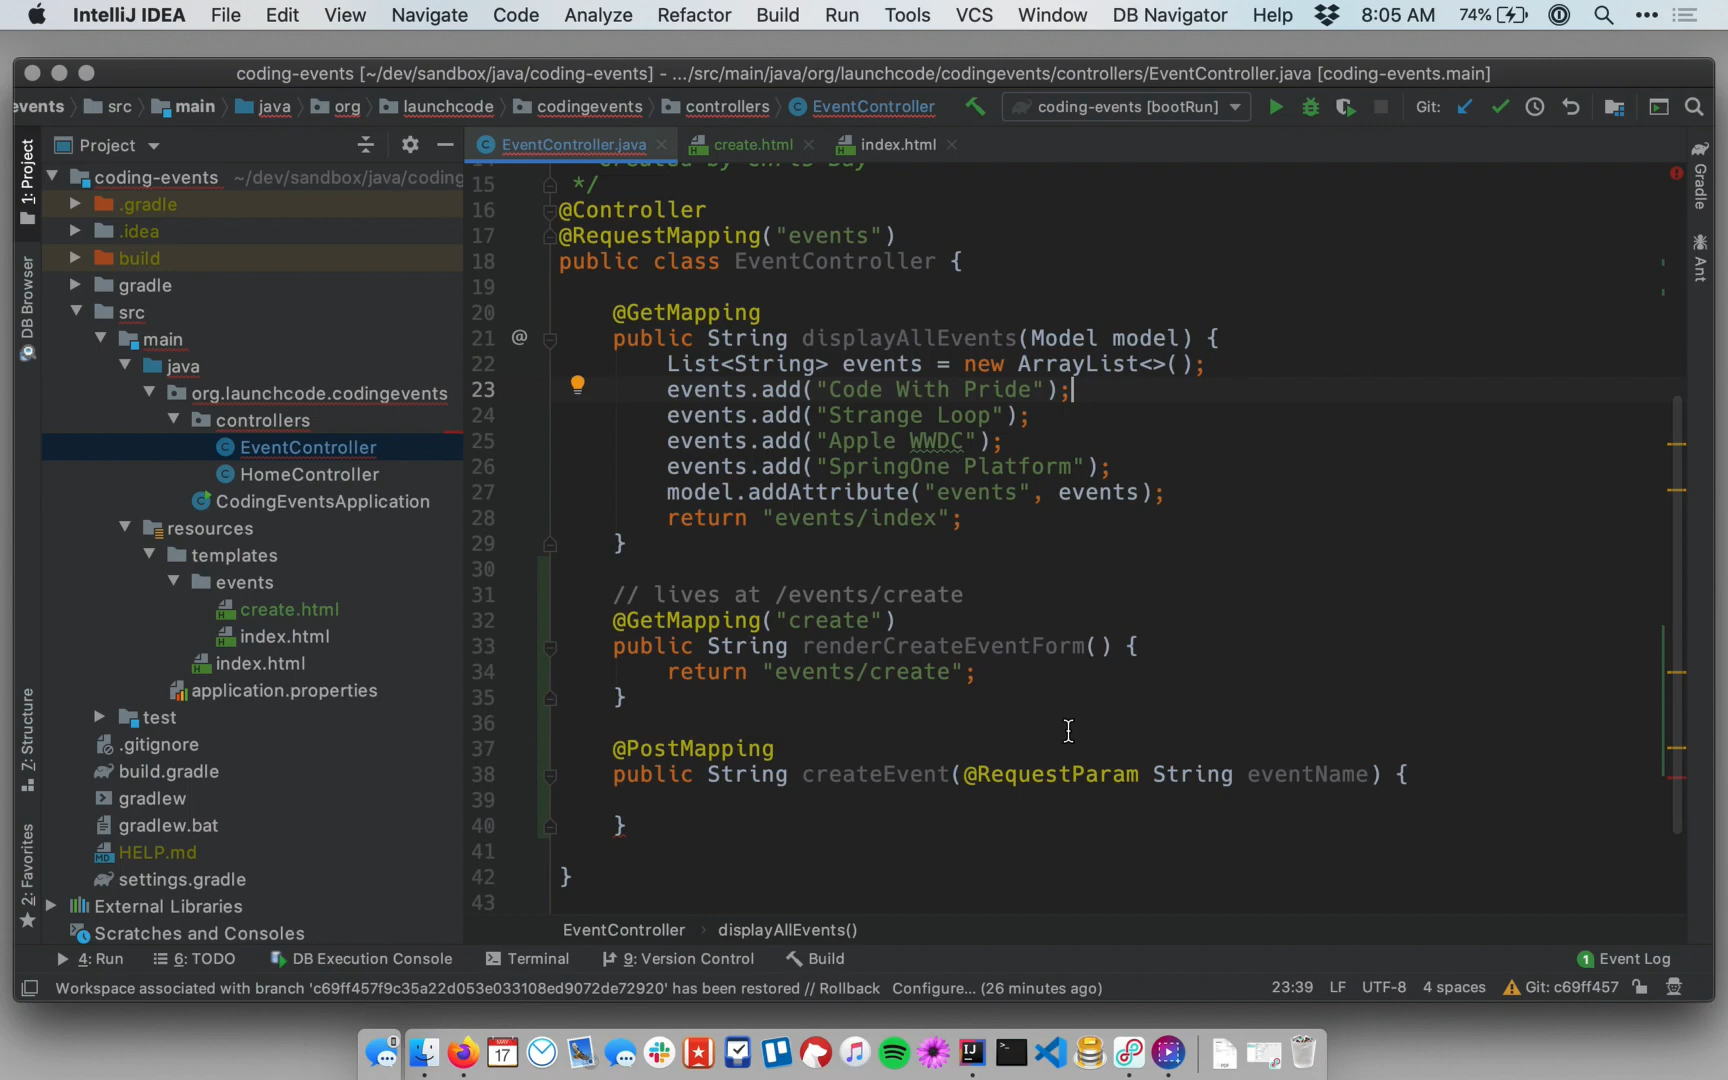 IntelliJ IDEA File Edit View Navigate Code Analyze Refactor Build Run Tools VCS Window DB Navigator Help 8:05 AM 74%
coding-events [~/dev/sandbox/java/coding-events] - .../src/main/java/org/launchcode/codingevents/controllers/EventController.java [coding-events.main]
events src main java org launchcode codingevents controllers EventController coding-events [bootRun] Git:
Project
EventController.java create.html index.html
1: Project
DB Browser
7: Structure
2: Favorites
coding-events ~/dev/sandbox/java/coding
.gradle
.idea
build
gradle
src
main
java
org.launchcode.codingevents
controllers
EventController
HomeController
CodingEventsApplication
resources
templates
events
create.html
index.html
index.html
application.properties
test
.gitignore
build.gradle
gradlew
gradlew.bat
HELP.md
settings.gradle
External Libraries
Scratches and Consoles
15 */
16 @Controller
17 @RequestMapping("events")
18 public class EventController {
19
20 @GetMapping
21 @ public String displayAllEvents(Model model) {
22 List<String> events = new ArrayList<>();
23 events.add("Code With Pride");
24 events.add("Strange Loop");
25 events.add("Apple WWDC");
26 events.add("SpringOne Platform");
27 model.addAttribute("events", events);
28 return "events/index";
29 }
30
31 // lives at /events/create
32 @GetMapping("create")
33 public String renderCreateEventForm() {
34 return "events/create";
35 }
36
37 @PostMapping
38 public String createEvent(@RequestParam String eventName) {
39
40 }
41
42 }
43
Gradle
Ant
EventController › displayAllEvents()
4: Run 6: TODO DB Execution Console Terminal 9: Version Control Build 1 Event Log
Workspace associated with branch 'c69ff457f9c35a22d053e033108ed9072de72920' has been restored // Rollback Configure... (26 minutes ago) 23:39 LF UTF-8 4 spaces Git: c69ff457
MAY
17
IJ
PDF